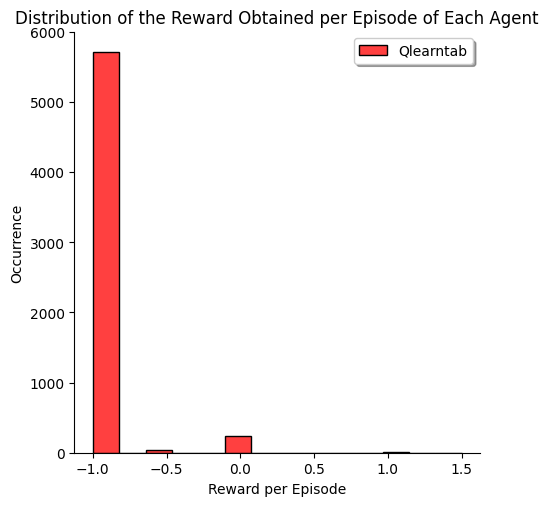 Distribution of the Reward Obtained per Episode of Each Agent
Qlearntab
Occurrence
6000
5000
4000
3000
2000
1000
0
−1.0 −0.5 0.0 0.5 1.0 1.5
Reward per Episode